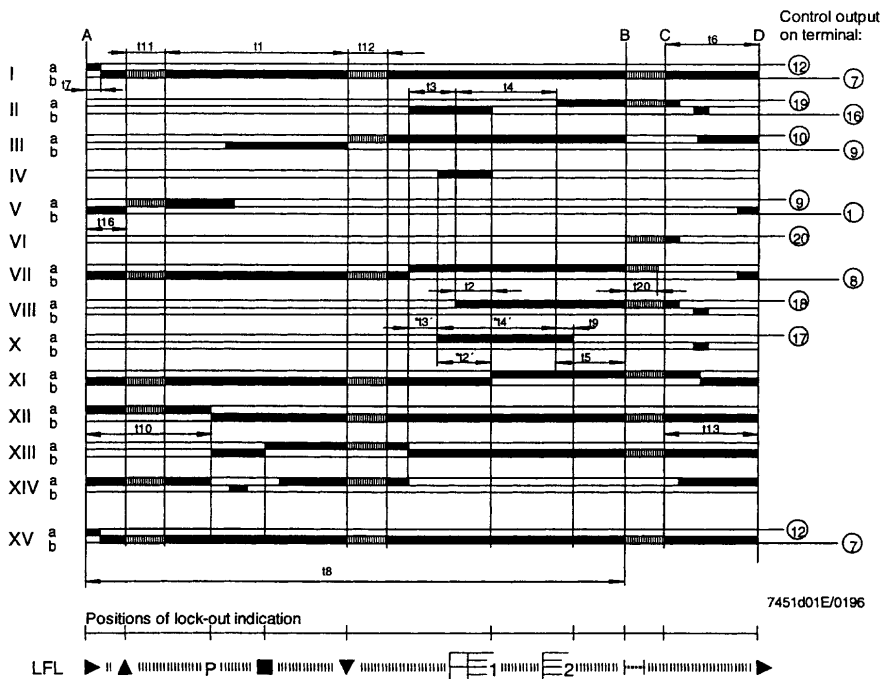 Control output
on terminal:
A B C D
t11 t1 t12 t6
I a b 12 7
t7
t3 t4
II a b 19 16
III a b 10 9
IV
V a b 9 1
t16
VI 20
VII a b 8
t2 t20
VIII 18
"t3' "t4' t9
X 17
"t2' t5
XI a b
XII a b
t10 t13
XIII a b
XIV a b
XV a b 12 7
t8
7451d01E/0196
Positions of lock-out indication
LFL P 1 2